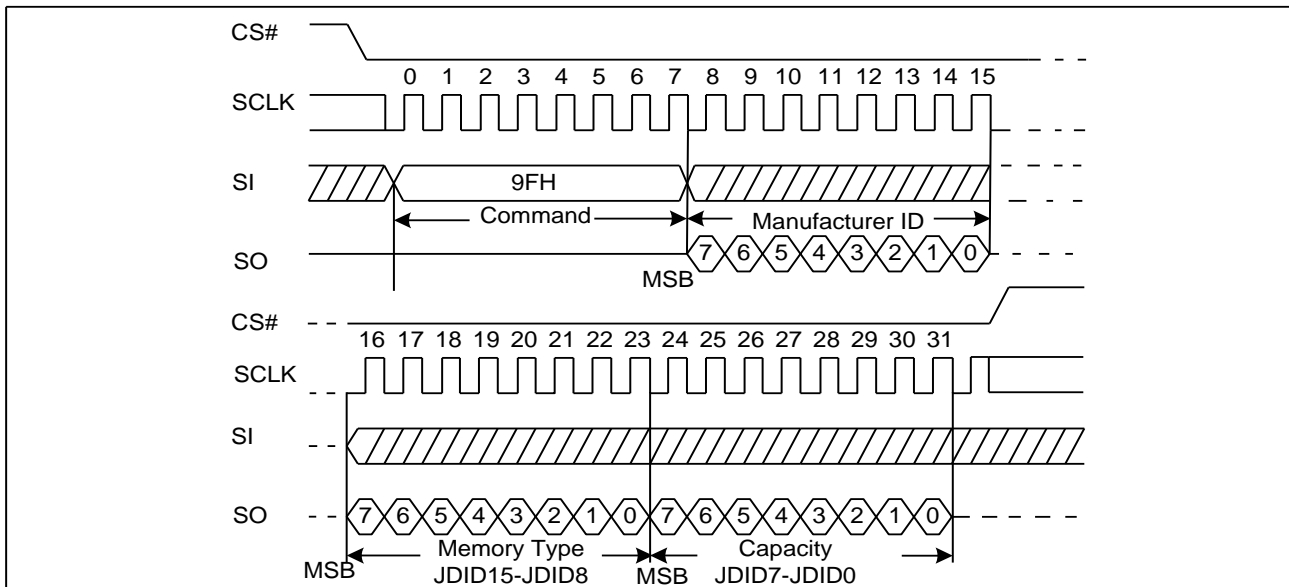 CS#
0 1 2 3 4 5 6 7 8 9 10 11 12 13 14 15
SCLK
SI 9FH
Command Manufacturer ID
SO 7 6 5 4 3 2 1 0
MSB
CS#
16 17 18 19 20 21 22 23 24 25 26 27 28 29 30 31
SCLK
SI
SO 7 6 5 4 3 2 1 0 7 6 5 4 3 2 1 0
Memory Type Capacity
MSB JDID15-JDID8 MSB JDID7-JDID0